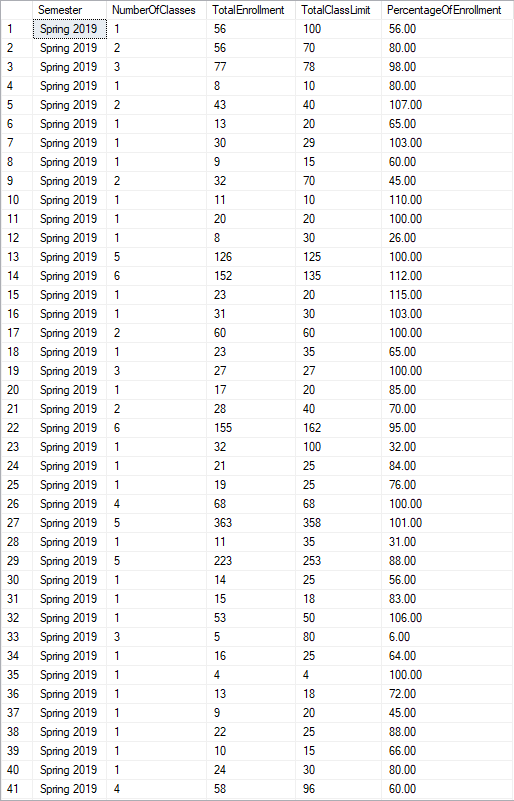 Semester NumberOfClasses TotalEnrollment TotalClassLimit PercentageOfEnrollment
1 Spring 2019 1 56 100 56.00
2 Spring 2019 2 56 70 80.00
3 Spring 2019 3 77 78 98.00
4 Spring 2019 1 8 10 80.00
5 Spring 2019 2 43 40 107.00
6 Spring 2019 1 13 20 65.00
7 Spring 2019 1 30 29 103.00
8 Spring 2019 1 9 15 60.00
9 Spring 2019 2 32 70 45.00
10 Spring 2019 1 11 10 110.00
11 Spring 2019 1 20 20 100.00
12 Spring 2019 1 8 30 26.00
13 Spring 2019 5 126 125 100.00
14 Spring 2019 6 152 135 112.00
15 Spring 2019 1 23 20 115.00
16 Spring 2019 1 31 30 103.00
17 Spring 2019 2 60 60 100.00
18 Spring 2019 1 23 35 65.00
19 Spring 2019 3 27 27 100.00
20 Spring 2019 1 17 20 85.00
21 Spring 2019 2 28 40 70.00
22 Spring 2019 6 155 162 95.00
23 Spring 2019 1 32 100 32.00
24 Spring 2019 1 21 25 84.00
25 Spring 2019 1 19 25 76.00
26 Spring 2019 4 68 68 100.00
27 Spring 2019 5 363 358 101.00
28 Spring 2019 1 11 35 31.00
29 Spring 2019 5 223 253 88.00
30 Spring 2019 1 14 25 56.00
31 Spring 2019 1 15 18 83.00
32 Spring 2019 1 53 50 106.00
33 Spring 2019 3 5 80 6.00
34 Spring 2019 1 16 25 64.00
35 Spring 2019 1 4 4 100.00
36 Spring 2019 1 13 18 72.00
37 Spring 2019 1 9 20 45.00
38 Spring 2019 1 22 25 88.00
39 Spring 2019 1 10 15 66.00
40 Spring 2019 1 24 30 80.00
41 Spring 2019 4 58 96 60.00